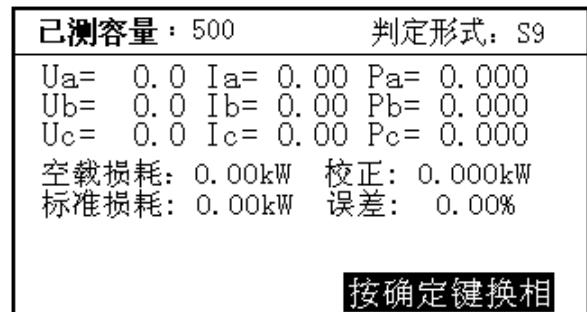 已测容量：500 判定形式：S9
Ua= 0.0 Ia= 0.00 Pa= 0.000
Ub= 0.0 Ib= 0.00 Pb= 0.000
Uc= 0.0 Ic= 0.00 Pc= 0.000
空载损耗：0.00kW 校正：0.000kW
标准损耗：0.00kW 误差： 0.00%
按确定键换相